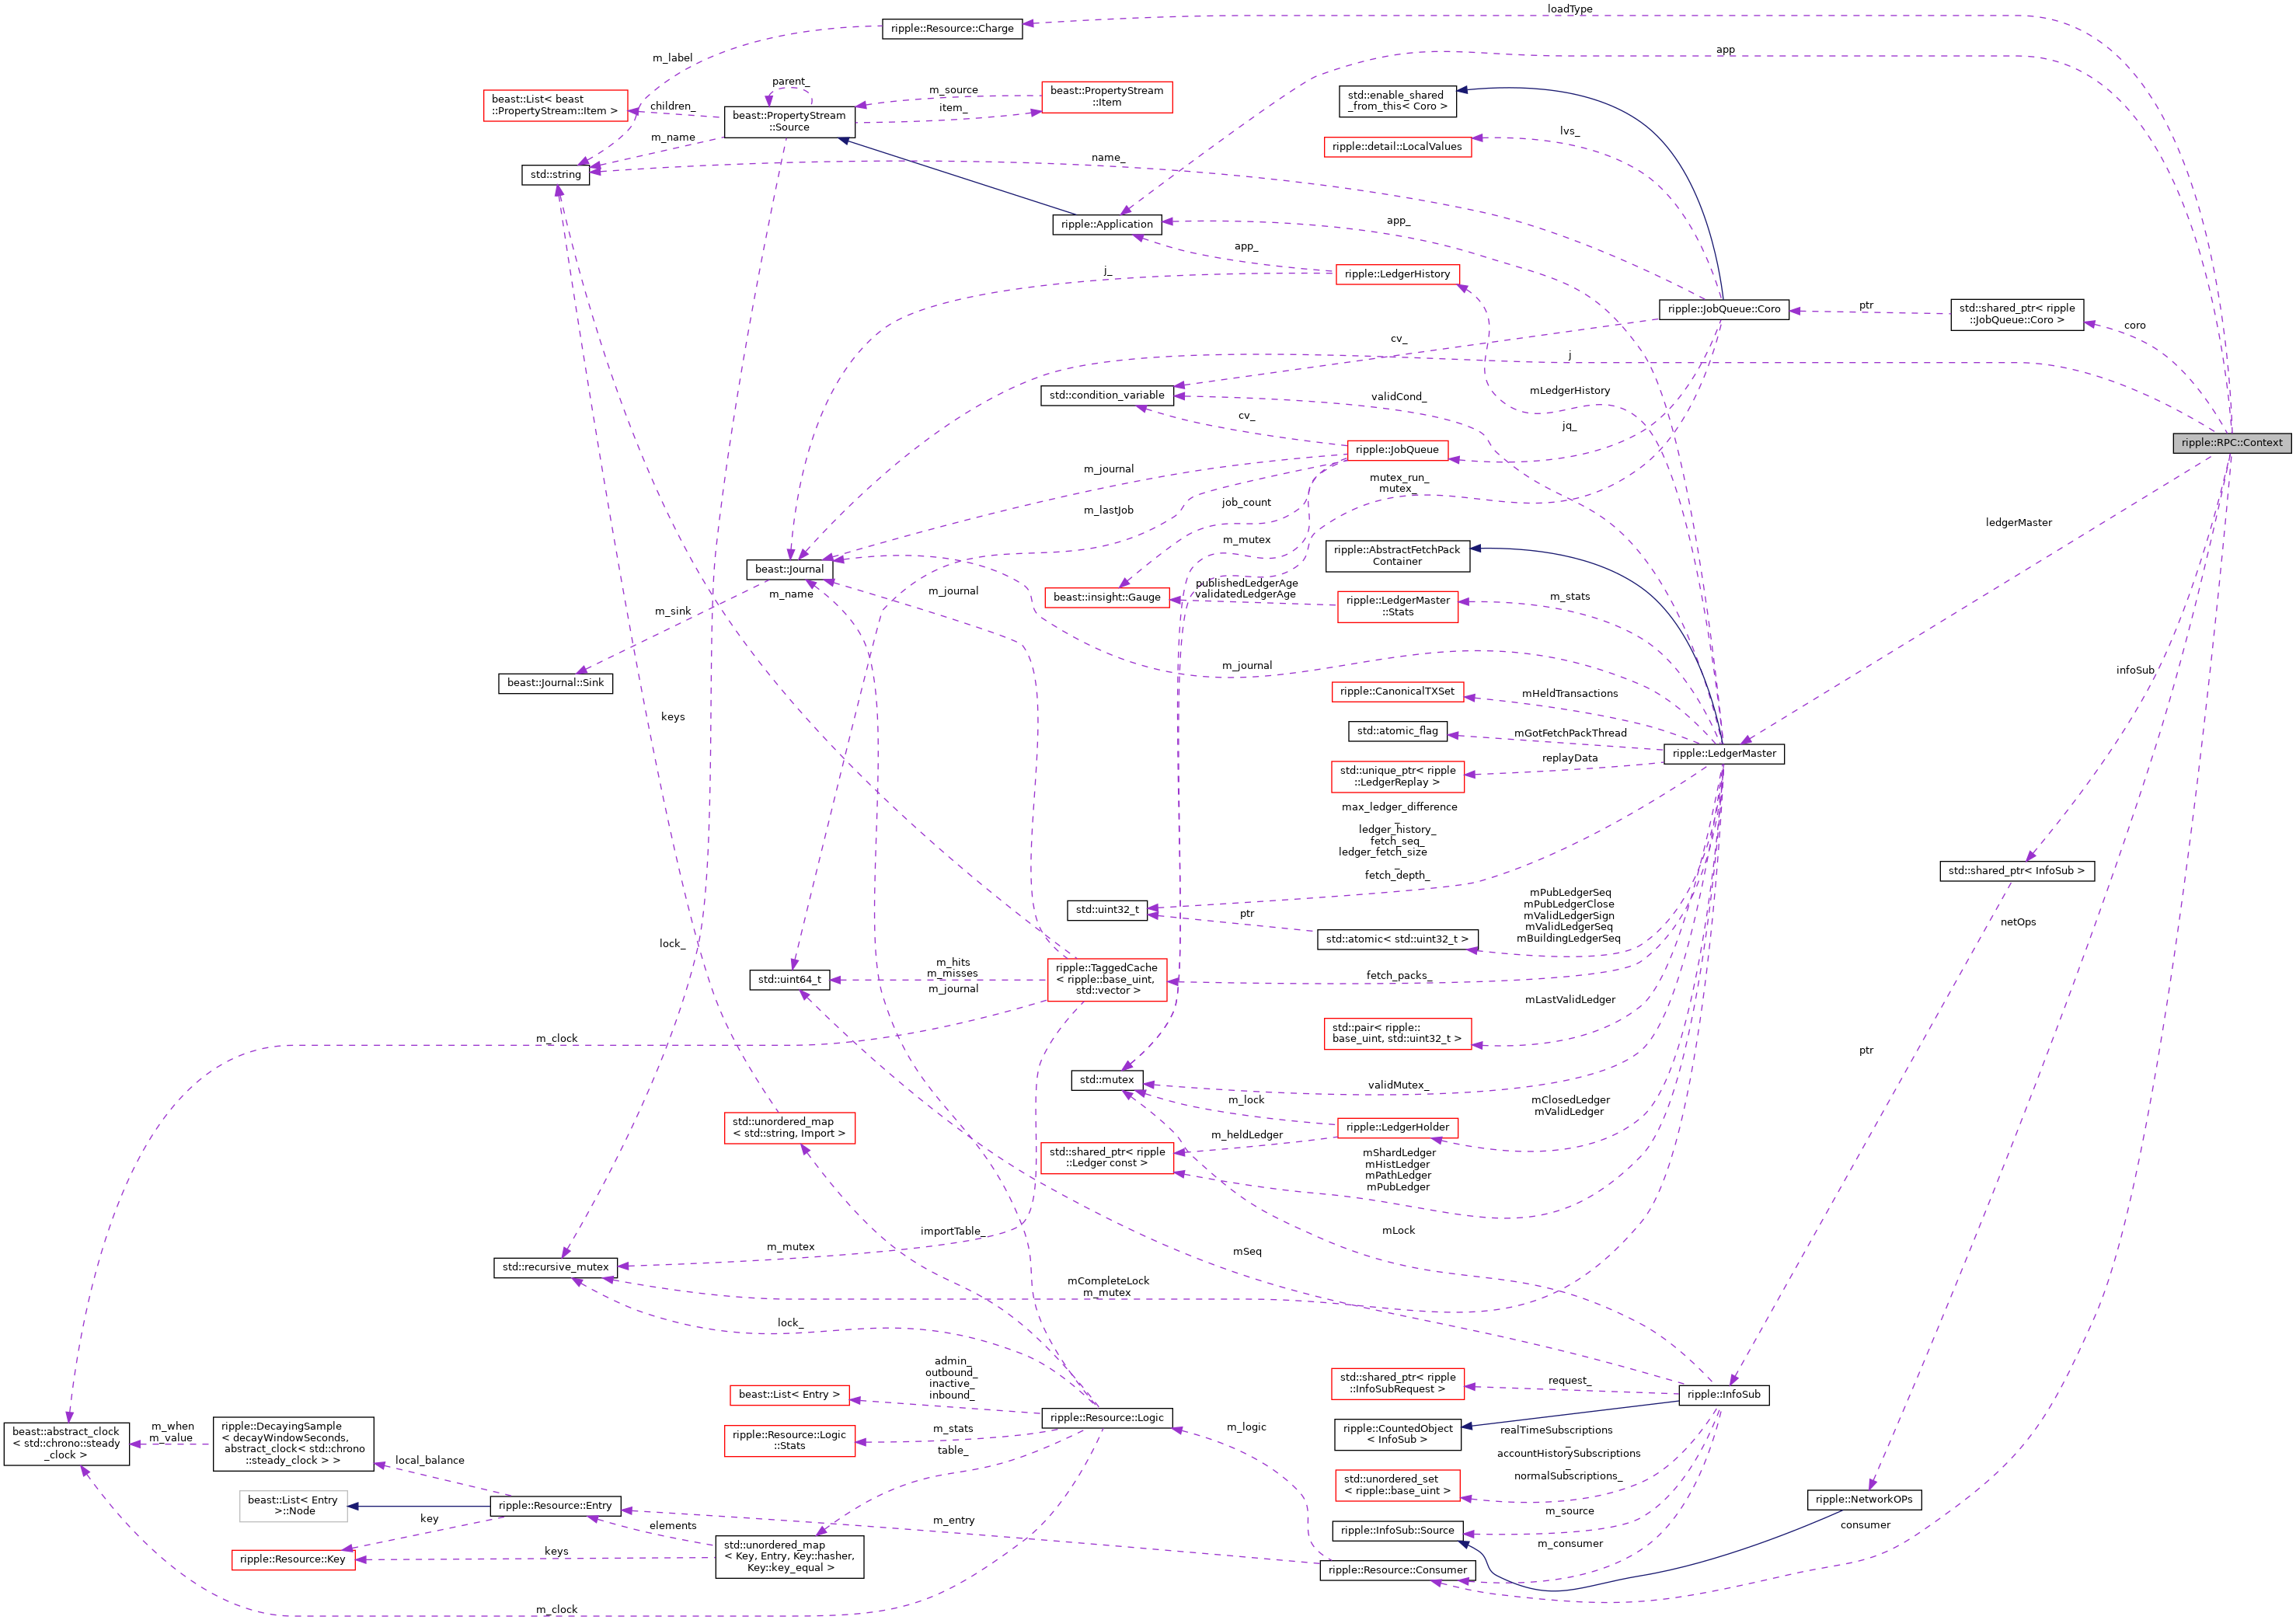 loadType
ripple::Resource::Charge
app
m_label
parent_
m_source
beast::PropertyStream
::Item
item_
beast::List< beast
::PropertyStream::Item >
children_
beast::PropertyStream
::Source
m_name
std::enable_shared
_from_this< Coro >
lvs_
ripple::detail::LocalValues
name_
std::string
ripple::Application
app_
app_
ripple::LedgerHistory
j_
ripple::JobQueue::Coro
ptr
std::shared_ptr< ripple
::JobQueue::Coro >
coro
cv_
j
mLedgerHistory
validCond_
std::condition_variable
cv_
jq_
ripple::RPC::Context
ripple::JobQueue
m_journal
mutex_run_
mutex_
job_count
m_lastJob
ledgerMaster
m_mutex
ripple::AbstractFetchPack
Container
beast::Journal
publishedLedgerAge
validatedLedgerAge
m_name
m_journal
beast::insight::Gauge
ripple::LedgerMaster
::Stats
m_stats
m_sink
m_journal
infoSub
beast::Journal::Sink
ripple::CanonicalTXSet
mHeldTransactions
keys
std::atomic_flag
mGotFetchPackThread
ripple::LedgerMaster
replayData
std::unique_ptr< ripple
::LedgerReplay >
max_ledger_difference
_
ledger_history_
fetch_seq_
ledger_fetch_size
_
fetch_depth_
std::shared_ptr< InfoSub >
mPubLedgerSeq
mPubLedgerClose
mValidLedgerSign
mValidLedgerSeq
mBuildingLedgerSeq
std::uint32_t
ptr
netOps
std::atomic< std::uint32_t >
lock_
m_hits
m_misses
ripple::TaggedCache
< ripple::base_uint,
std::vector >
fetch_packs_
std::uint64_t
m_journal
mLastValidLedger
std::pair< ripple::
base_uint, std::uint32_t >
m_clock
ptr
std::mutex
validMutex_
m_lock
mClosedLedger
mValidLedger
std::unordered_map
< std::string, Import >
ripple::LedgerHolder
m_heldLedger
std::shared_ptr< ripple
::Ledger const >
mShardLedger
mHistLedger
mPathLedger
mPubLedger
importTable_
mLock
m_mutex
mSeq
std::recursive_mutex
mCompleteLock
m_mutex
lock_
admin_
outbound_
inactive_
inbound_
beast::List< Entry >
std::shared_ptr< ripple
::InfoSubRequest >
request_
ripple::InfoSub
ripple::Resource::Logic
m_logic
ripple::CountedObject
< InfoSub >
realTimeSubscriptions
_
accountHistorySubscriptions
_
normalSubscriptions_
m_stats
ripple::Resource::Logic
::Stats
table_
beast::abstract_clock
< std::chrono::steady
_clock >
m_when
m_value
ripple::DecayingSample
< decayWindowSeconds,
abstract_clock< std::chrono
::steady_clock > >
local_balance
std::unordered_set
< ripple::base_uint >
beast::List< Entry
>::Node
ripple::Resource::Entry
ripple::NetworkOPs
m_source
key
elements
m_entry
ripple::InfoSub::Source
consumer
m_consumer
ripple::Resource::Key
keys
std::unordered_map
< Key, Entry, Key::hasher,
Key::key_equal >
ripple::Resource::Consumer
m_clock